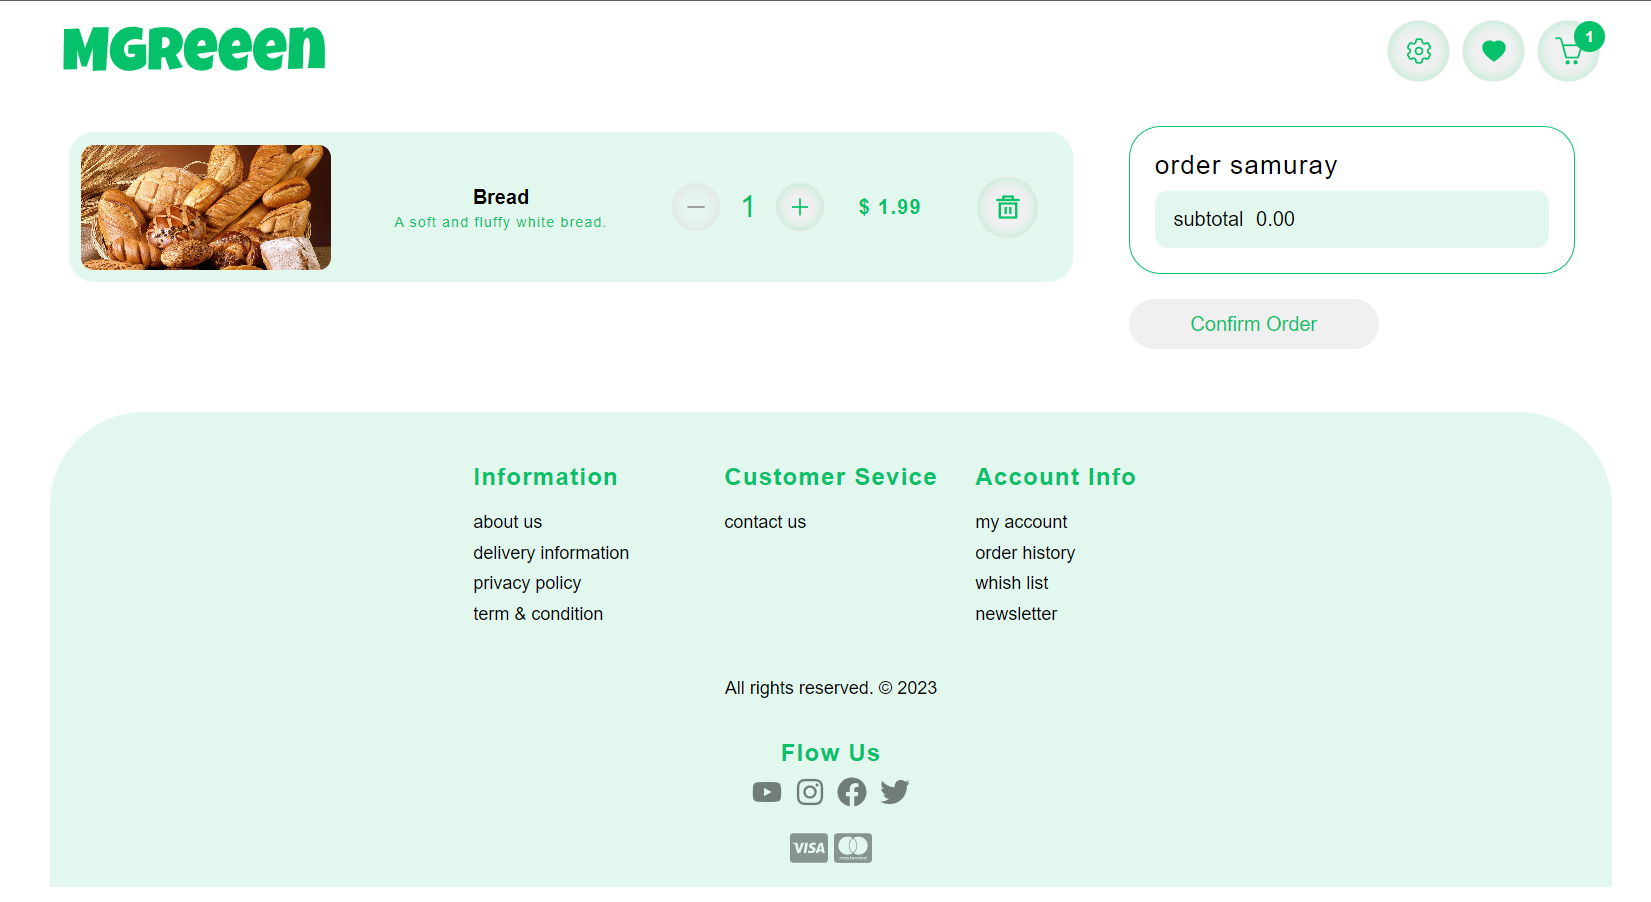 MGReeen
1
Bread
A soft and fluffy white bread.
1
$ 1.99
order samuray
subtotal 0.00
Confirm Order
Information
about us
delivery information
privacy policy
term & condition
Customer Sevice
contact us
Account Info
my account
order history
whish list
newsletter
All rights reserved. © 2023
Flow Us
VISA
mastercard